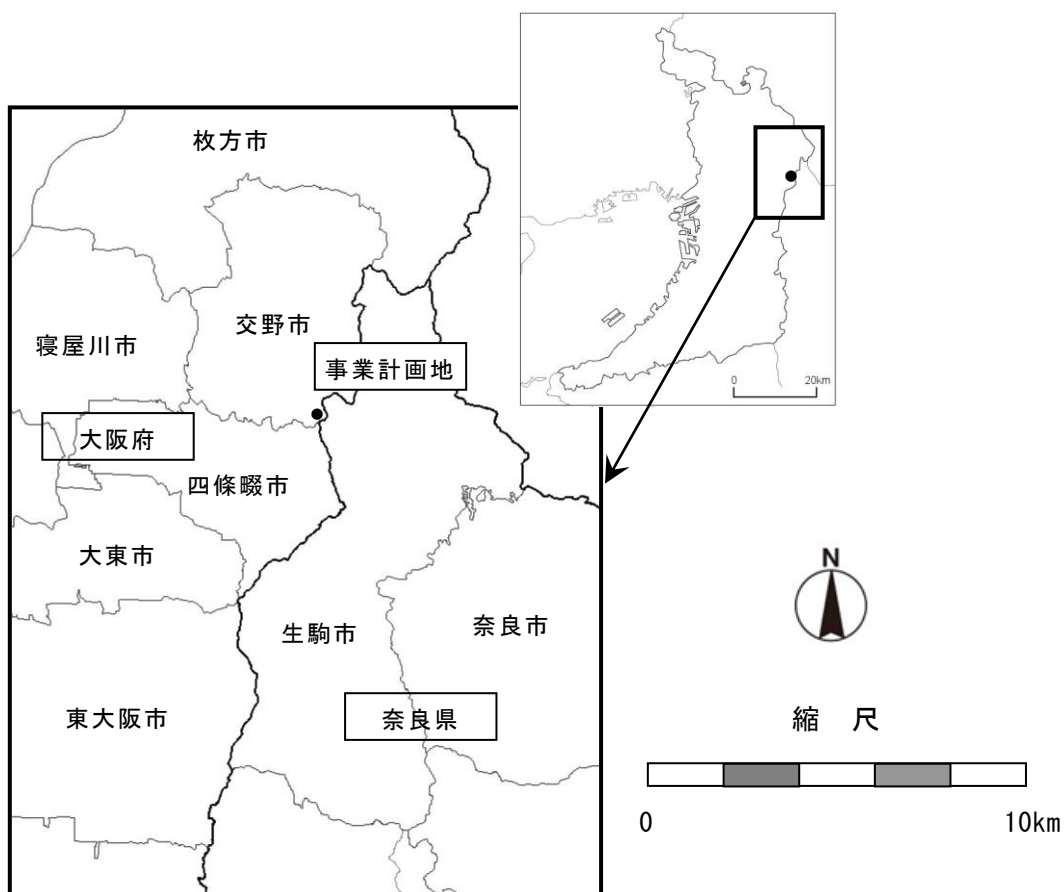 枚方市
交野市
寝屋川市
事業計画地
大阪府
四條畷市
大東市
生駒市
奈良市
東大阪市
奈良県
0 20km
N
縮 尺
0 10km